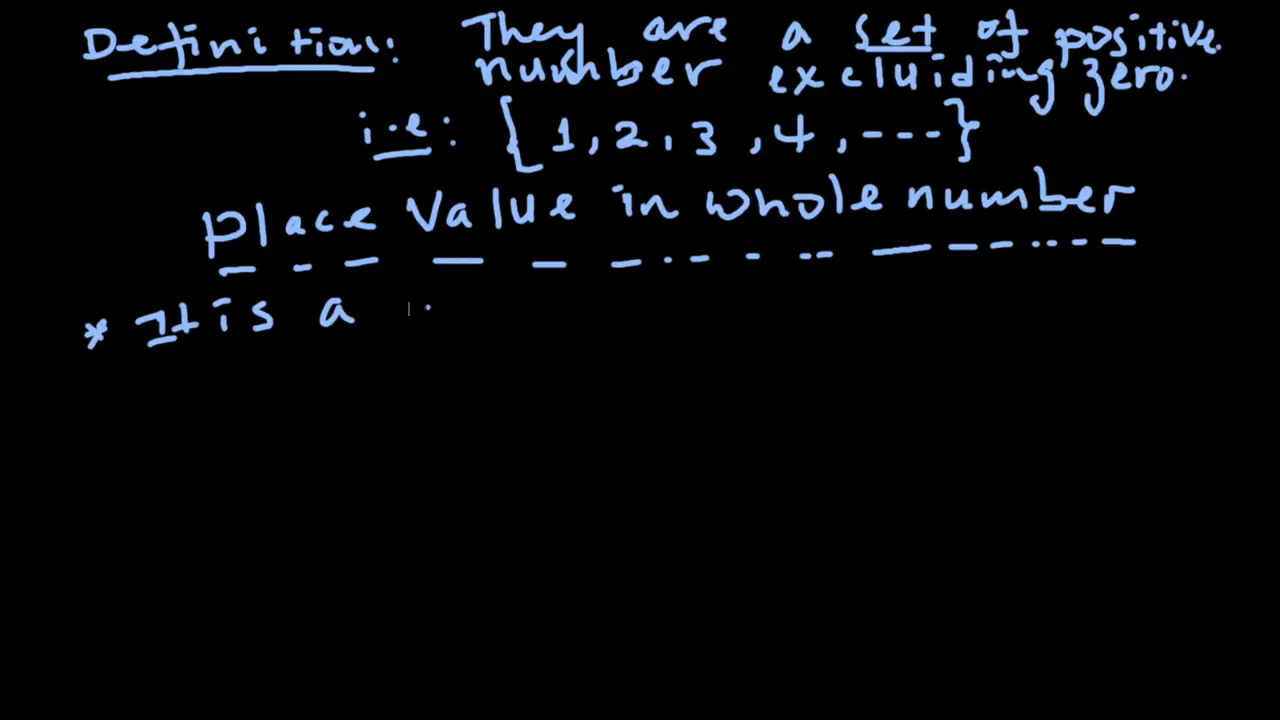 Definition: They are a set of positive
number excluiding zero.
i.e: {1, 2, 3, 4, ---}
place value in whole number
* It is a